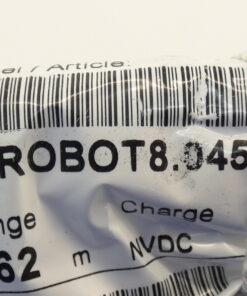 el / Article:
ROBOT8.045
nge Charge
62 m NVDC